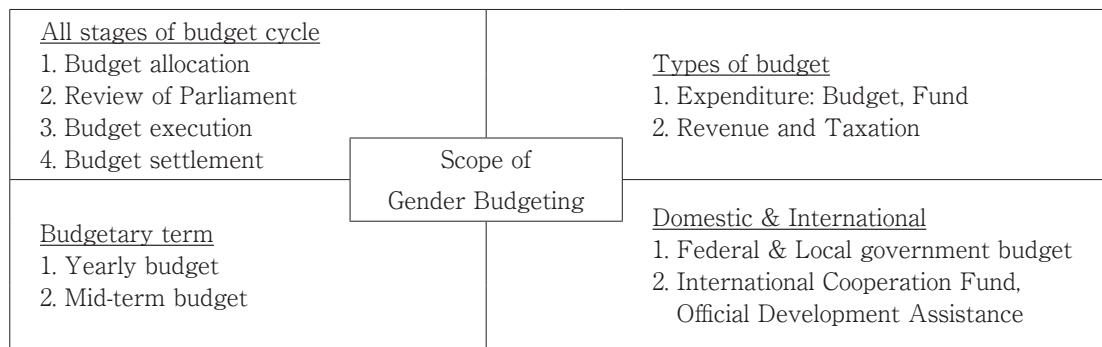 All stages of budget cycle
1. Budget allocation
2. Review of Parliament
3. Budget execution
4. Budget settlement
Types of budget
1. Expenditure: Budget, Fund
2. Revenue and Taxation
Scope of
Gender Budgeting
Budgetary term
1. Yearly budget
2. Mid-term budget
Domestic & International
1. Federal & Local government budget
2. International Cooperation Fund,
Official Development Assistance